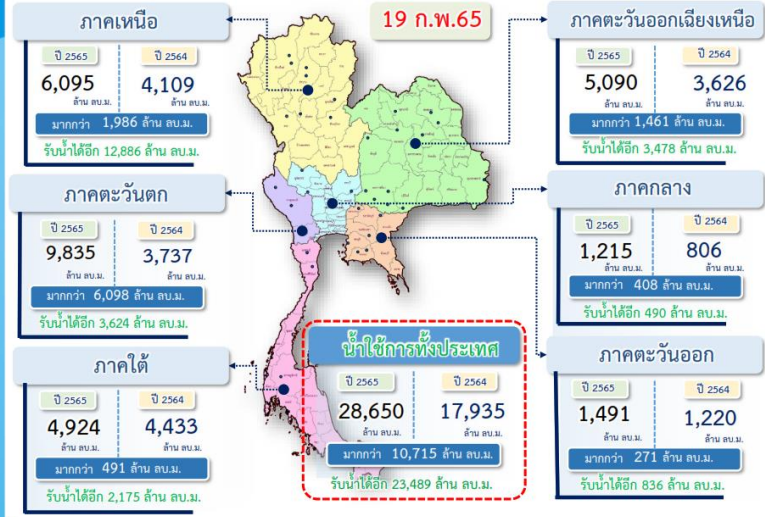 19 ก.พ.65
ภาคเหนือ
ปี 2565 ปี 2564
6,095 4,109
ล้าน ลบ.ม. ล้าน ลบ.ม.
มากกว่า 1,986 ล้าน ลบ.ม.
รับน้ำได้อีก 12,886 ล้าน ลบ.ม.
ภาคตะวันออกเฉียงเหนือ
ปี 2565 ปี 2564
5,090 3,626
ล้าน ลบ.ม. ล้าน ลบ.ม.
มากกว่า 1,461 ล้าน ลบ.ม.
รับน้ำได้อีก 3,478 ล้าน ลบ.ม.
ภาคตะวันตก
ปี 2565 ปี 2564
9,835 3,737
ล้าน ลบ.ม. ล้าน ลบ.ม.
มากกว่า 6,098 ล้าน ลบ.ม.
รับน้ำได้อีก 3,624 ล้าน ลบ.ม.
ภาคกลาง
ปี 2565 ปี 2564
1,215 806
ล้าน ลบ.ม. ล้าน ลบ.ม.
มากกว่า 408 ล้าน ลบ.ม.
รับน้ำได้อีก 490 ล้าน ลบ.ม.
ภาคใต้
ปี 2565 ปี 2564
4,924 4,433
ล้าน ลบ.ม. ล้าน ลบ.ม.
มากกว่า 491 ล้าน ลบ.ม.
รับน้ำได้อีก 2,175 ล้าน ลบ.ม.
น้ำใช้การทั้งประเทศ
ปี 2565 ปี 2564
28,650 17,935
ล้าน ลบ.ม. ล้าน ลบ.ม.
มากกว่า 10,715 ล้าน ลบ.ม.
รับน้ำได้อีก 23,489 ล้าน ลบ.ม.
ภาคตะวันออก
ปี 2565 ปี 2564
1,491 1,220
ล้าน ลบ.ม. ล้าน ลบ.ม.
มากกว่า 271 ล้าน ลบ.ม.
รับน้ำได้อีก 836 ล้าน ลบ.ม.